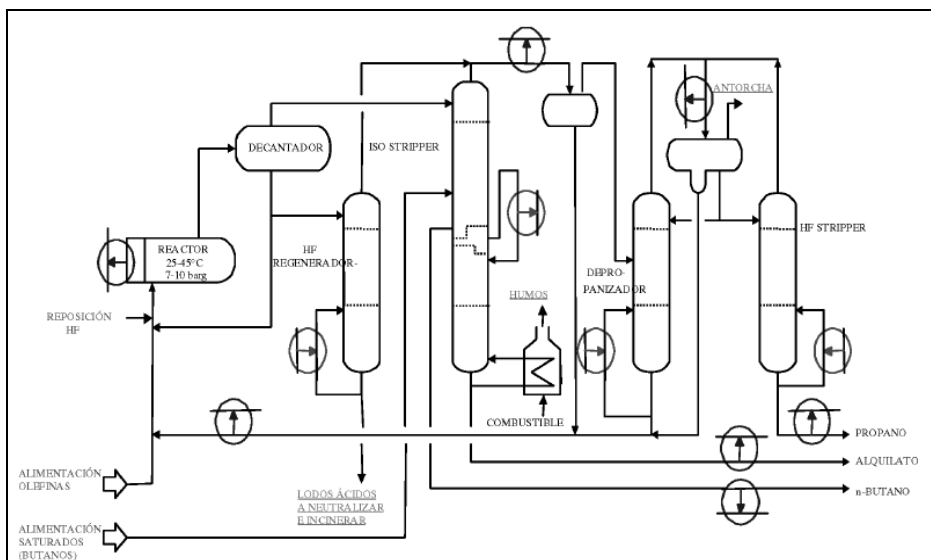 ANTORCHA
DECANTADOR
ISO STRIPPER
HF STRIPPER
REACTOR
25-45°C
7-10 barg
HF
REGENERADOR-
DEPRO-
PANIZADOR
HUMOS
REPOSICIÓN
HF
COMBUSTIBLE
PROPANO
ALQUILATO
n-BUTANO
ALIMENTACIÓN
OLEFINAS
LODOS ÁCIDOS
A NEUTRALIZAR
E INCINERAR
ALIMENTACIÓN
SATURADOS
(BUTANOS)